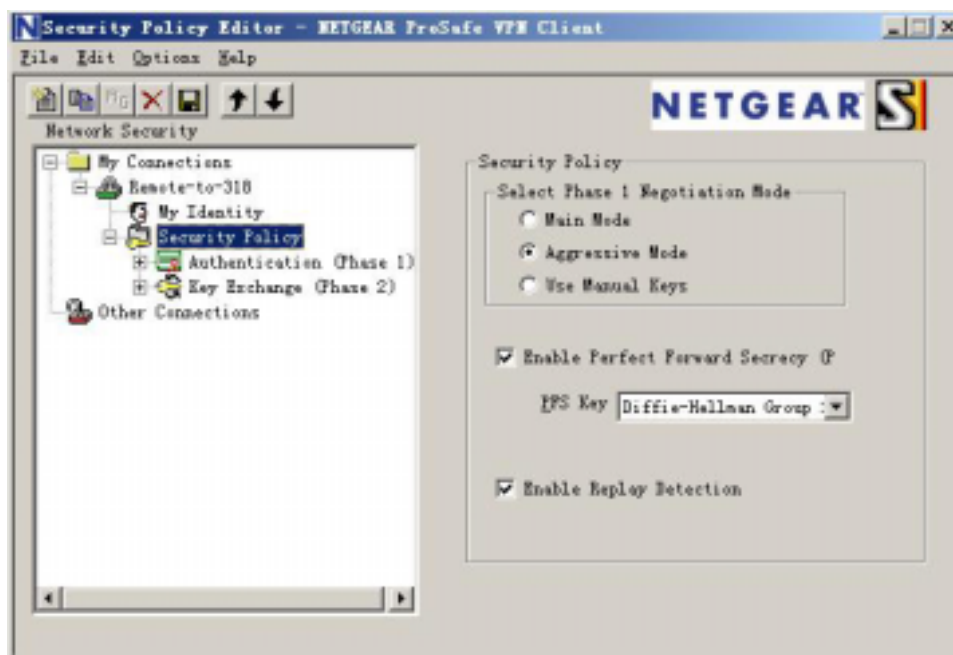 Security Policy Editor - NETGEAR ProSafe VPN Client
File Edit Options Help
NETGEAR
Network Security
My Connections
Remote-to-318
My Identity
Security Policy
Authentication (Phase 1)
Key Exchange (Phase 2)
Other Connections
Security Policy
Select Phase 1 Negotiation Mode
Main Mode
Aggressive Mode
Use Manual Keys
Enable Perfect Forward Secrecy (P
PFS Key Diffie-Hellman Group
Enable Replay Detection